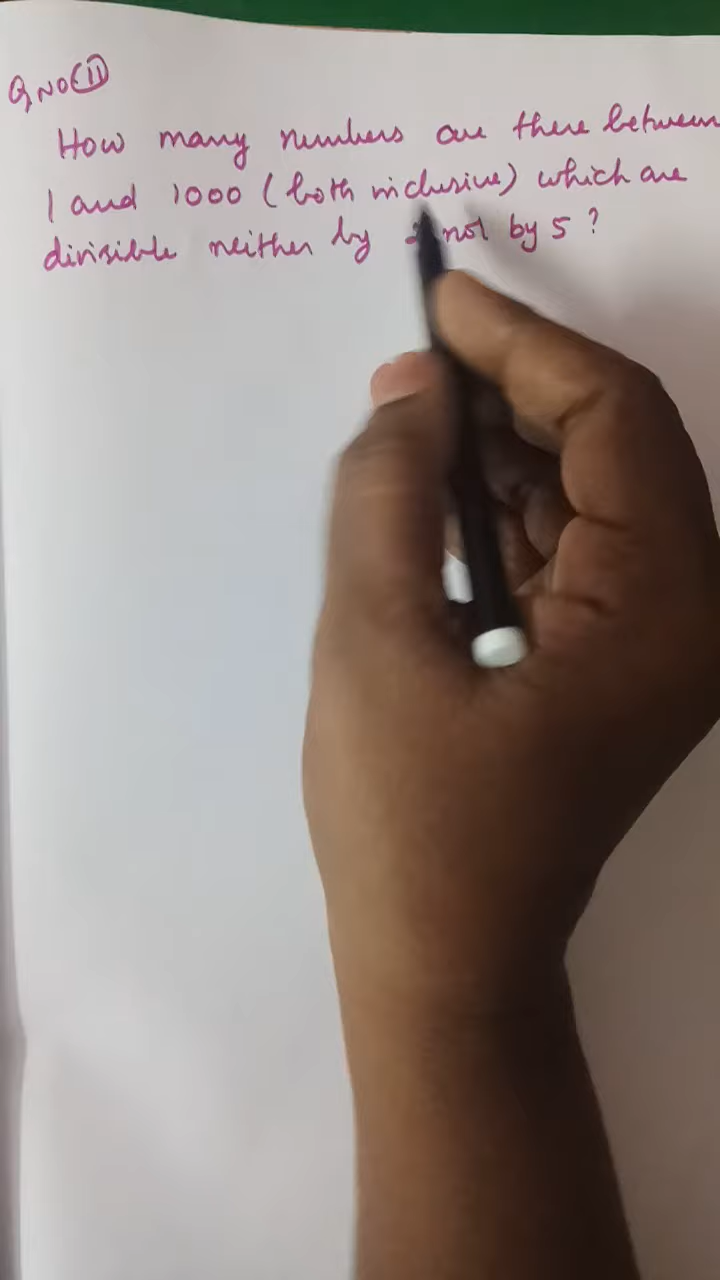 Q NO (11)
How many numbers are there between
1 and 1000 (both inclusive) which are
divisible neither by not by 5 ?